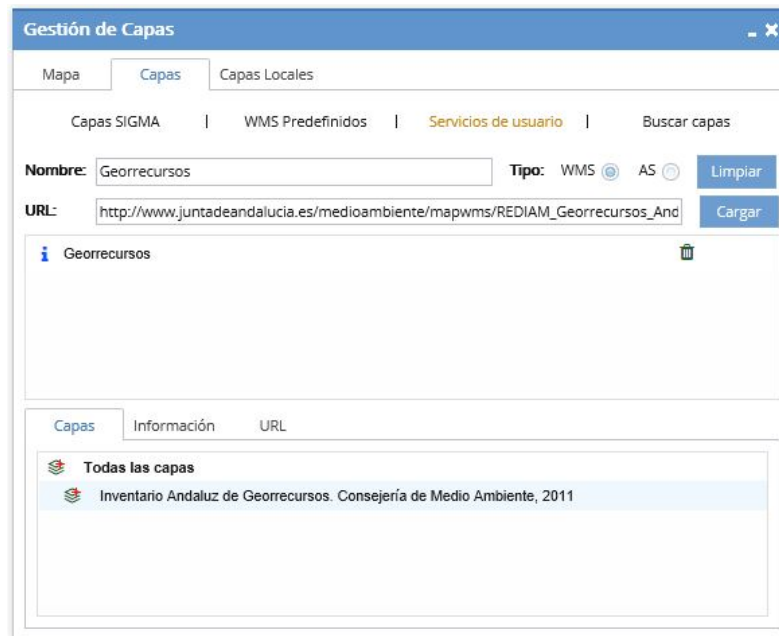 Gestión de Capas
Mapa Capas Capas Locales
Capas SIGMA | WMS Predefinidos | Servicios de usuario | Buscar capas
Nombre: Georrecursos Tipo: WMS AS Limpiar
URL: http://www.juntadeandalucia.es/medioambiente/mapwms/REDIAM_Georrecursos_And Cargar
Georrecursos
Capas Información URL
Todas las capas
Inventario Andaluz de Georrecursos. Consejería de Medio Ambiente, 2011